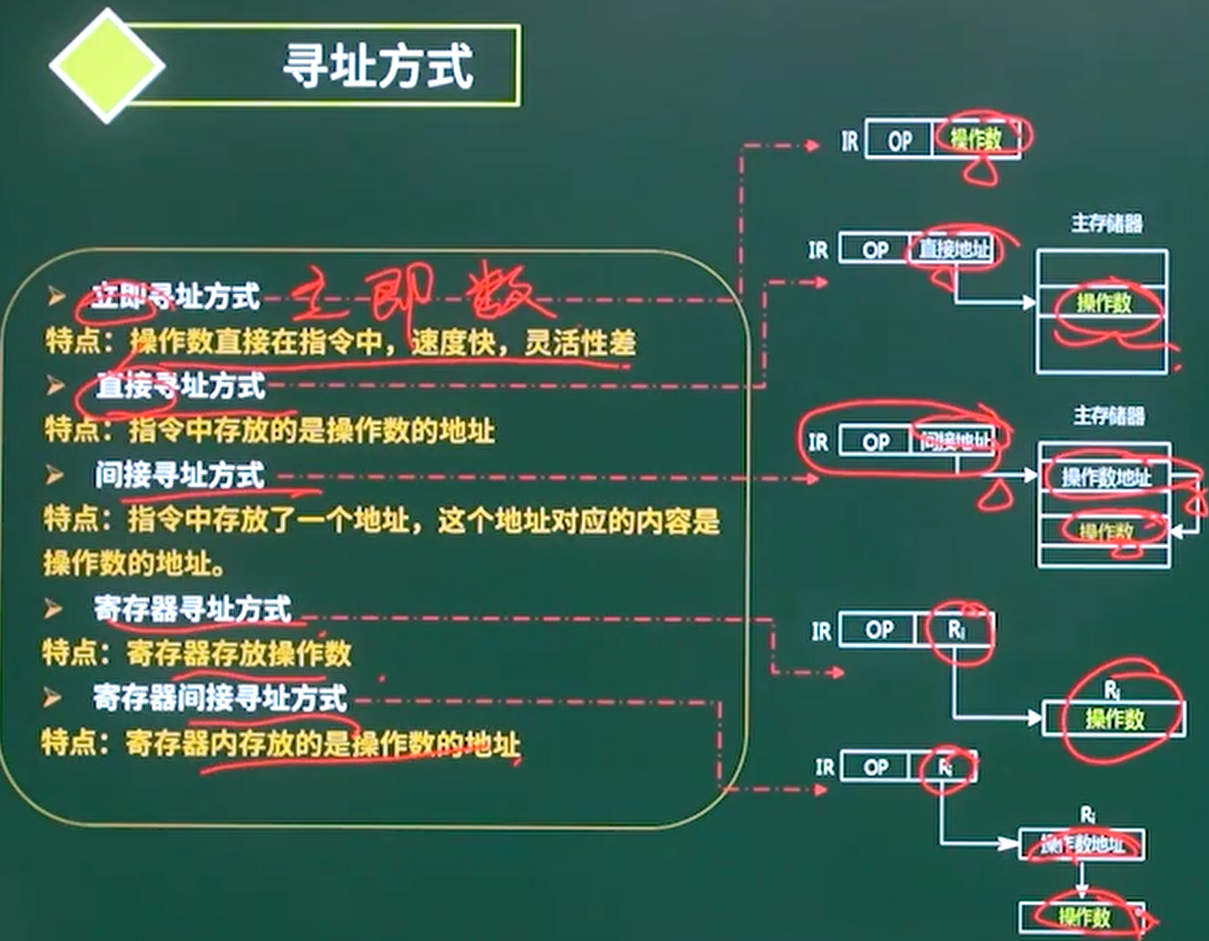 寻址方式
立即寻址方式 立即数
特点：操作数直接在指令中，速度快，灵活性差
直接寻址方式
特点：指令中存放的是操作数的地址
间接寻址方式
特点：指令中存放了一个地址，这个地址对应的内容是
操作数的地址。
寄存器寻址方式
特点：寄存器存放操作数
寄存器间接寻址方式
特点：寄存器内存放的是操作数的地址
IR OP 操作数
主存储器
IR OP 直接地址
操作数
主存储器
IR OP 间接地址
操作数地址
操作数
IR OP Ri
Ri
操作数
IR OP Ri
Ri
操作数地址
操作数